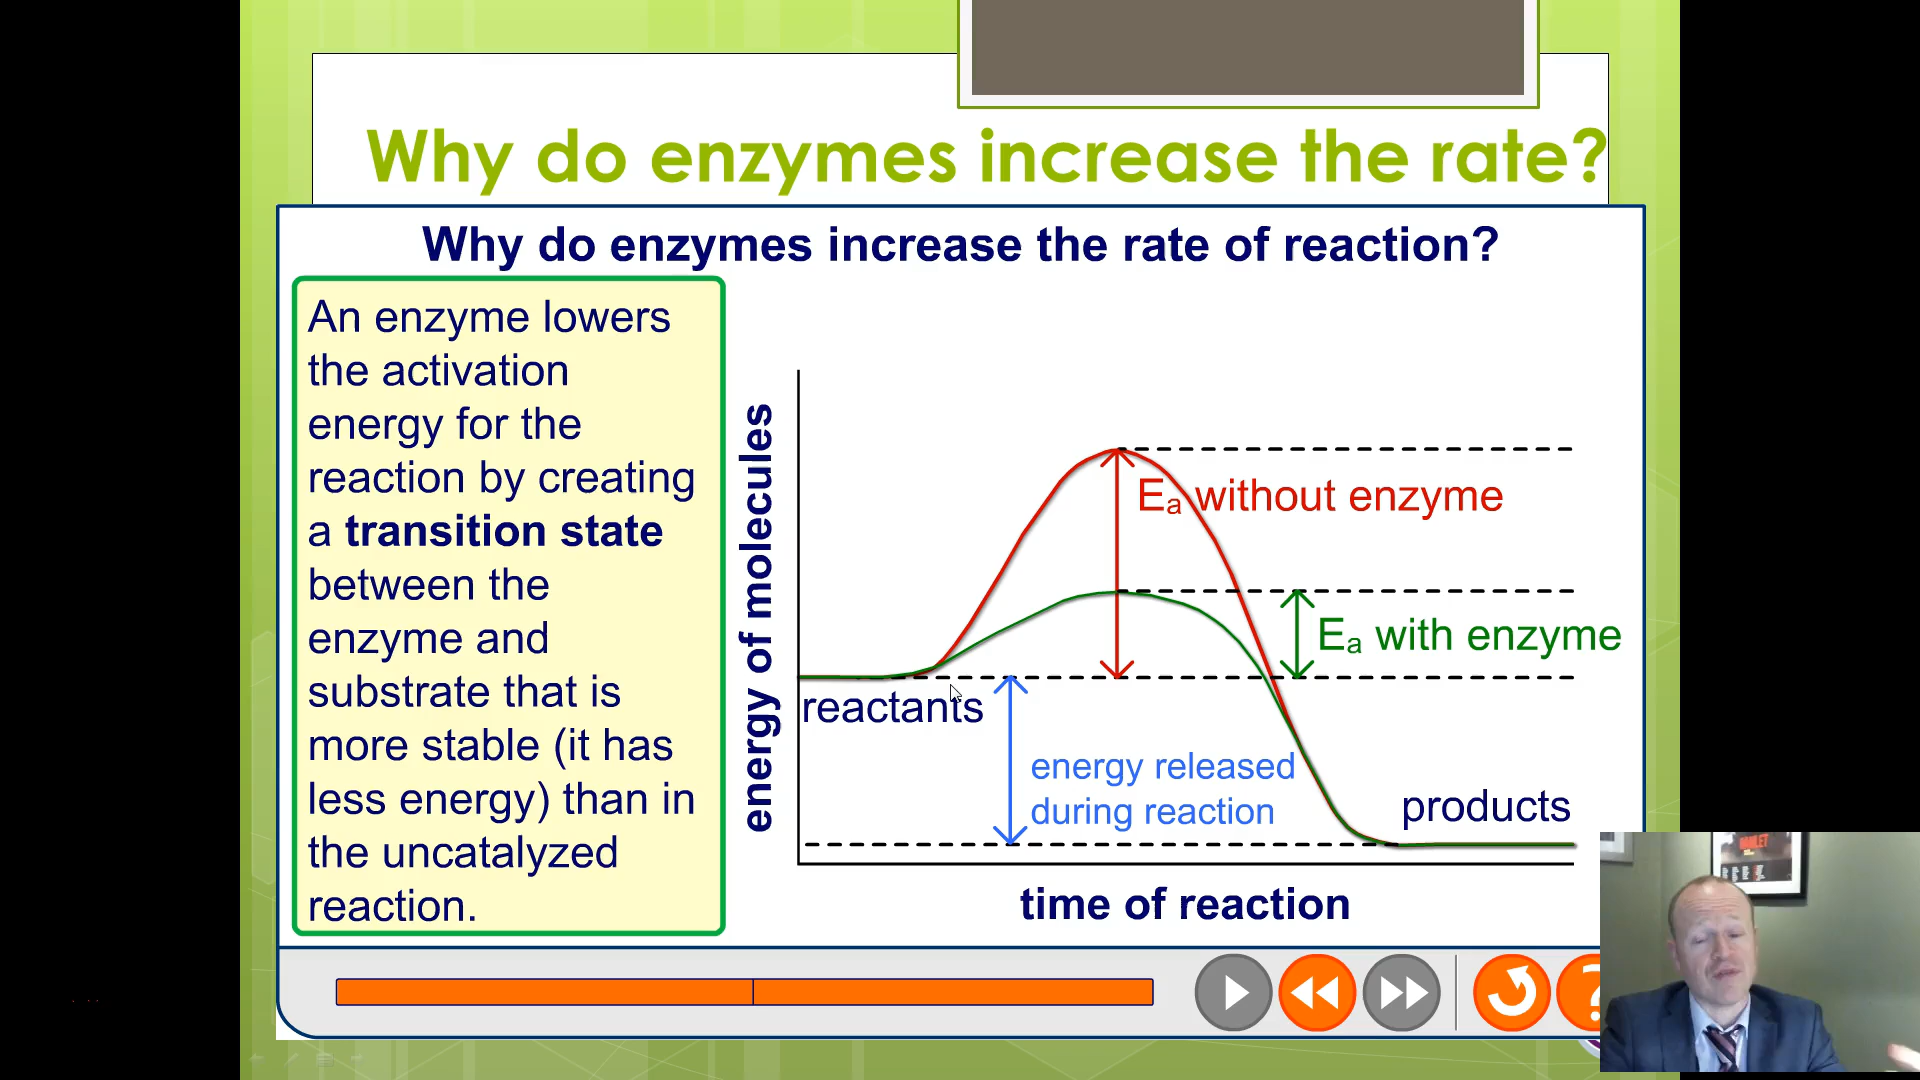 Why do enzymes increase the rate?
Why do enzymes increase the rate of reaction?
An enzyme lowers
the activation
energy for the
reaction by creating
a transition state
between the
enzyme and
substrate that is
more stable (it has
less energy) than in
the uncatalyzed
reaction.
energy of molecules
Ea without enzyme
Ea with enzyme
reactants
energy released
during reaction
products
time of reaction
?
HAMLET